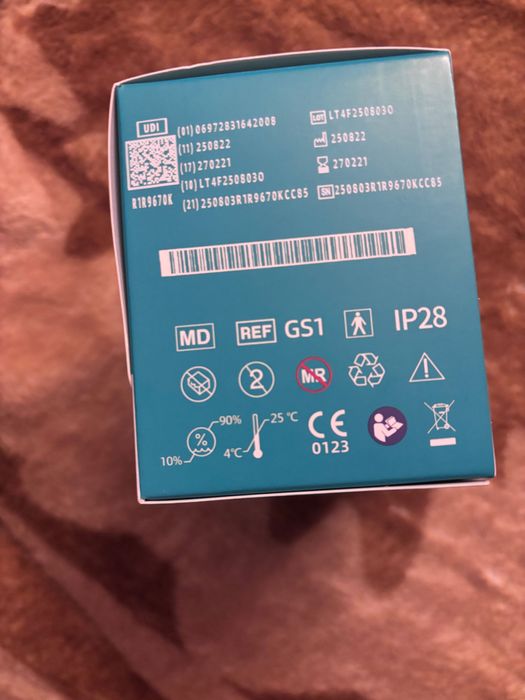 UDI
(01) 06972831642008
(11) 250822
(17) 270221
(10) LT4F2508030
(21) 250803R1R9670KCC85
R1R9670K
LOT LT4F2508030
250822
270221
SN 250803R1R9670KCC85
MD REF GS1 IP28
2 MR
10% % 90% 4°C 25 °C CE 0123